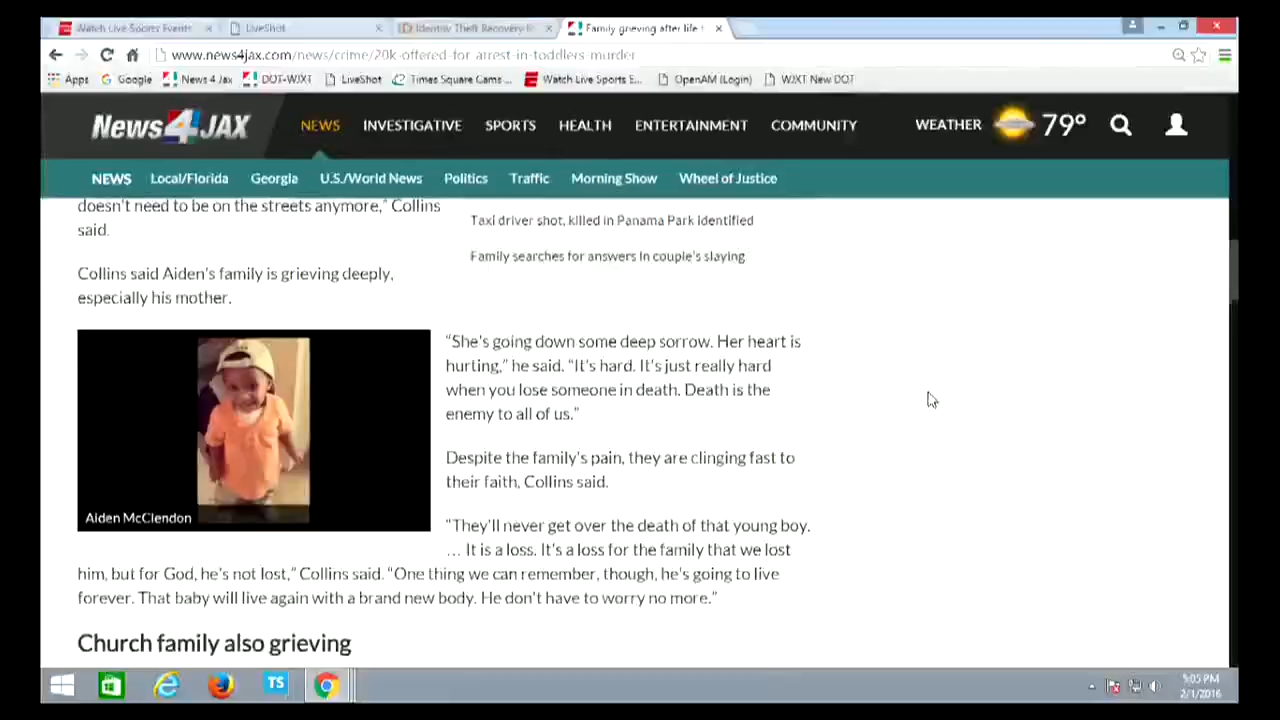 Watch Live Sports Events
LiveShot
Identity Theft Recovery
Family grieving after life
www.news4jax.com/news/crime/20k-offered-for-arrest-in-toddlers-murder
Apps
Google
News 4 Jax
DOT-WJXT
LiveShot
Times Square Cams ...
Watch Live Sports E...
OpenAM (Login)
WJXT New DOT
News4JAX
NEWS
INVESTIGATIVE
SPORTS
HEALTH
ENTERTAINMENT
COMMUNITY
WEATHER
79°
NEWS
Local/Florida
Georgia
U.S./World News
Politics
Traffic
Morning Show
Wheel of Justice
doesn't need to be on the streets anymore,” Collins
said.
Taxi driver shot, killed in Panama Park identified
Family searches for answers in couple's slaying
Collins said Aiden's family is grieving deeply,
especially his mother.
Aiden McClendon
“She's going down some deep sorrow. Her heart is
hurting,” he said. “It's hard. It's just really hard
when you lose someone in death. Death is the
enemy to all of us.”
Despite the family's pain, they are clinging fast to
their faith, Collins said.
“They'll never get over the death of that young boy.
… It is a loss. It's a loss for the family that we lost
him, but for God, he's not lost,” Collins said. “One thing we can remember, though, he's going to live
forever. That baby will live again with a brand new body. He don't have to worry no more.”
Church family also grieving
TS
5:05 PM
2/1/2016